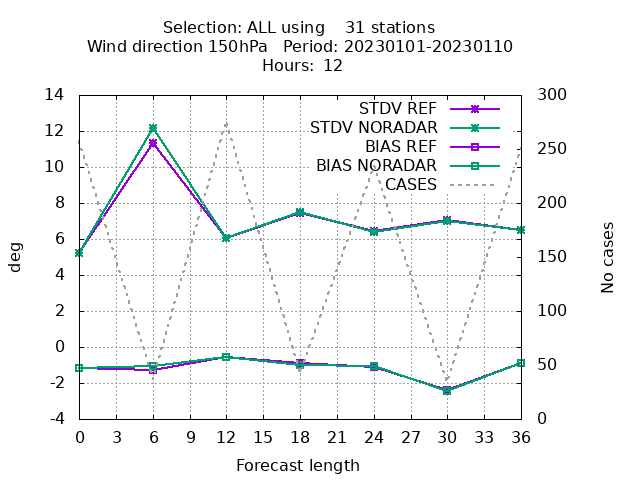 Selection: ALL using 31 stations
Wind direction 150hPa Period: 20230101-20230110
Hours: 12
14
12
10
8
6
4
2
0
-2
-4
deg
STDV REF
STDV NORADAR
BIAS REF
BIAS NORADAR
CASES
300
250
200
150
100
50
0
No cases
0 3 6 9 12 15 18 21 24 27 30 33 36
Forecast length